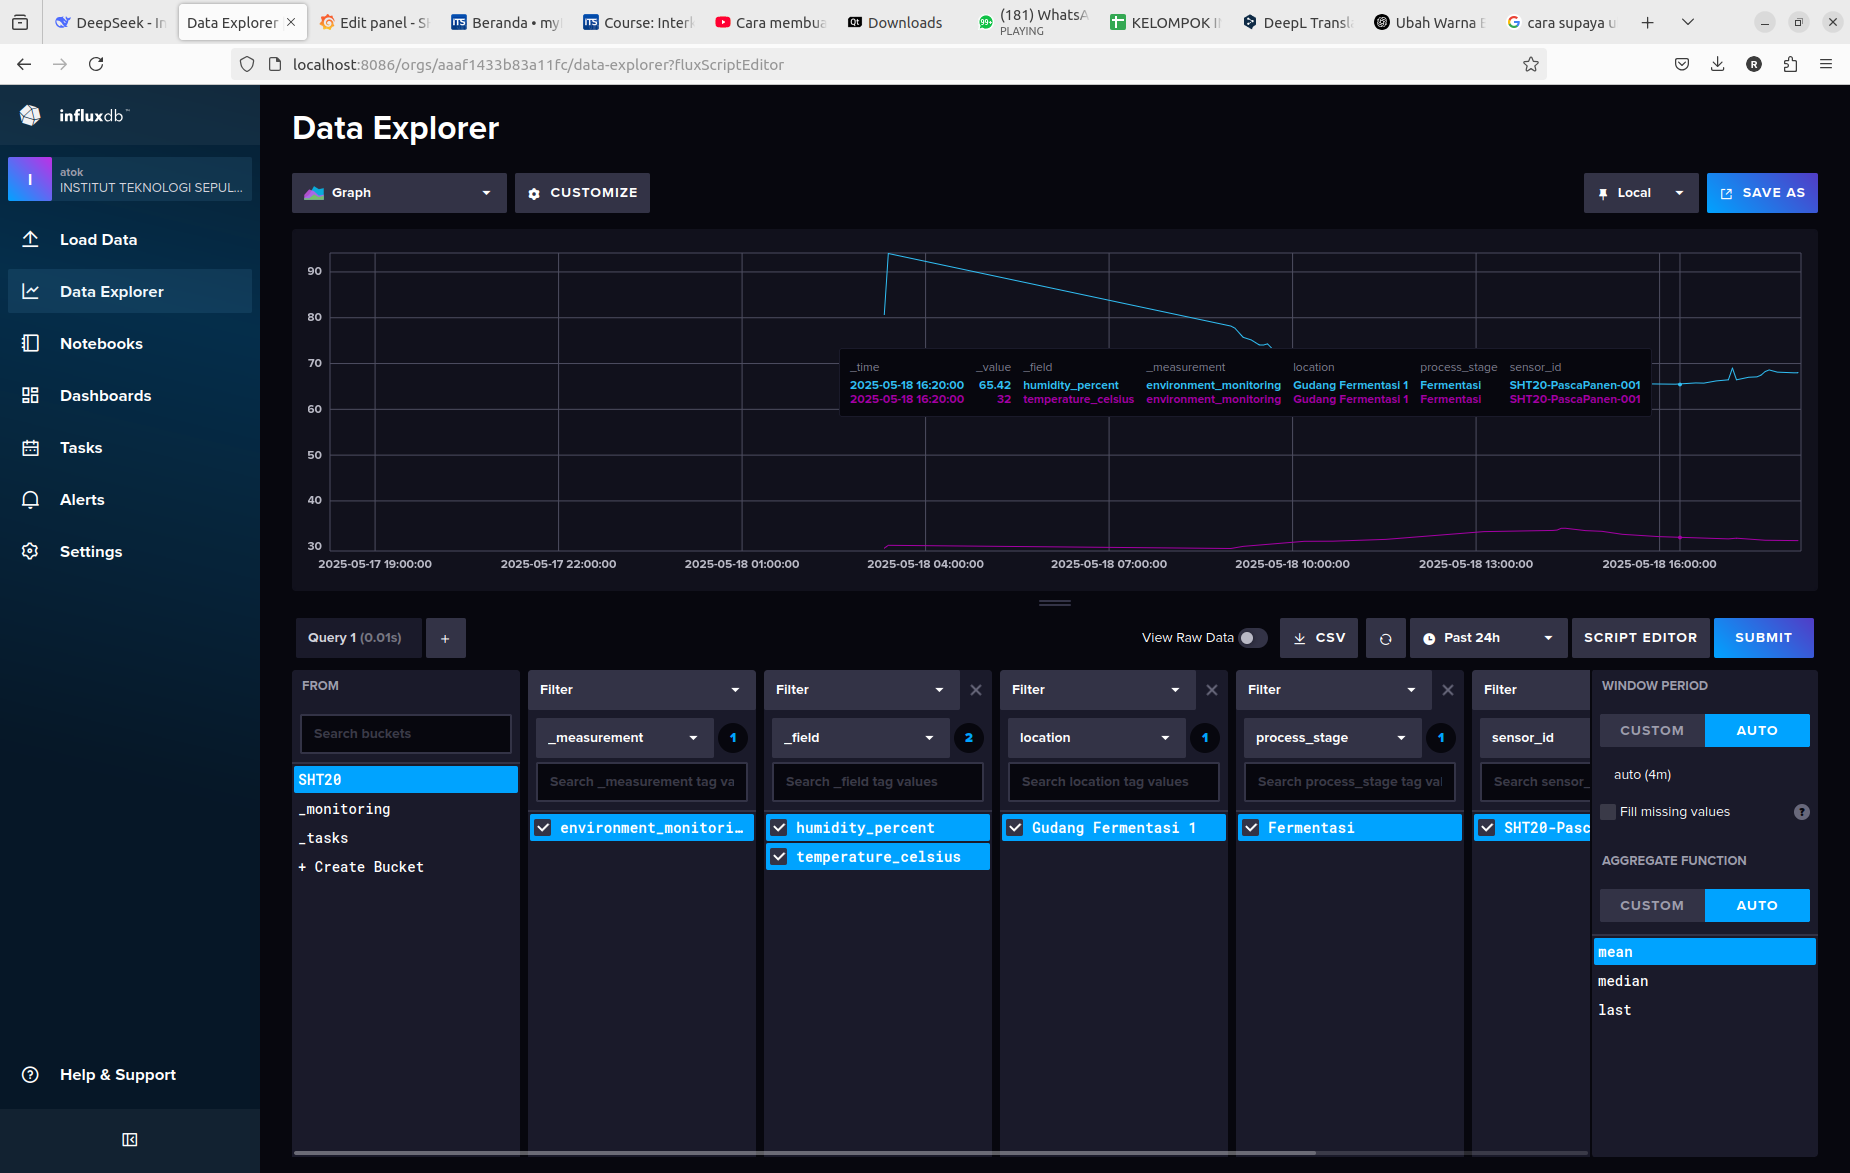 DeepSeek - In
Data Explorer
Edit panel - SH
Beranda • my
Course: Inter
Cara membua
Downloads
(181) WhatsA
PLAYING
KELOMPOK II
DeepL Transl
Ubah Warna B
cara supaya u
localhost:8086/orgs/aaaf1433b83a11fc/data-explorer?fluxScriptEditor
R
influxdb™
I
atok
INSTITUT TEKNOLOGI SEPUL...
Load Data
Data Explorer
Notebooks
Dashboards
Tasks
Alerts
Settings
Help & Support
Data Explorer
Graph
CUSTOMIZE
Local
SAVE AS
90
80
70
60
50
40
30
_time _value _field _measurement location process_stage sensor_id
2025-05-18 16:20:00 65.42 humidity_percent environment_monitoring Gudang Fermentasi 1 Fermentasi SHT20-PascaPanen-001
2025-05-18 16:20:00 32 temperature_celsius environment_monitoring Gudang Fermentasi 1 Fermentasi SHT20-PascaPanen-001
2025-05-17 19:00:00 2025-05-17 22:00:00 2025-05-18 01:00:00 2025-05-18 04:00:00 2025-05-18 07:00:00 2025-05-18 10:00:00 2025-05-18 13:00:00 2025-05-18 16:00:00
Query 1 (0.01s)
+
View Raw Data
CSV
Past 24h
SCRIPT EDITOR
SUBMIT
FROM
Search buckets
SHT20
_monitoring
_tasks
+ Create Bucket
Filter
_measurement 1
Search _measurement tag va
environment_monitori…
Filter
_field 2
Search _field tag values
humidity_percent
temperature_celsius
Filter
location 1
Search location tag values
Gudang Fermentasi 1
Filter
process_stage 1
Search process_stage tag val
Fermentasi
Filter
sensor_id
Search sensor_
SHT20-Pasc
WINDOW PERIOD
CUSTOM AUTO
auto (4m)
Fill missing values ?
AGGREGATE FUNCTION
CUSTOM AUTO
mean
median
last